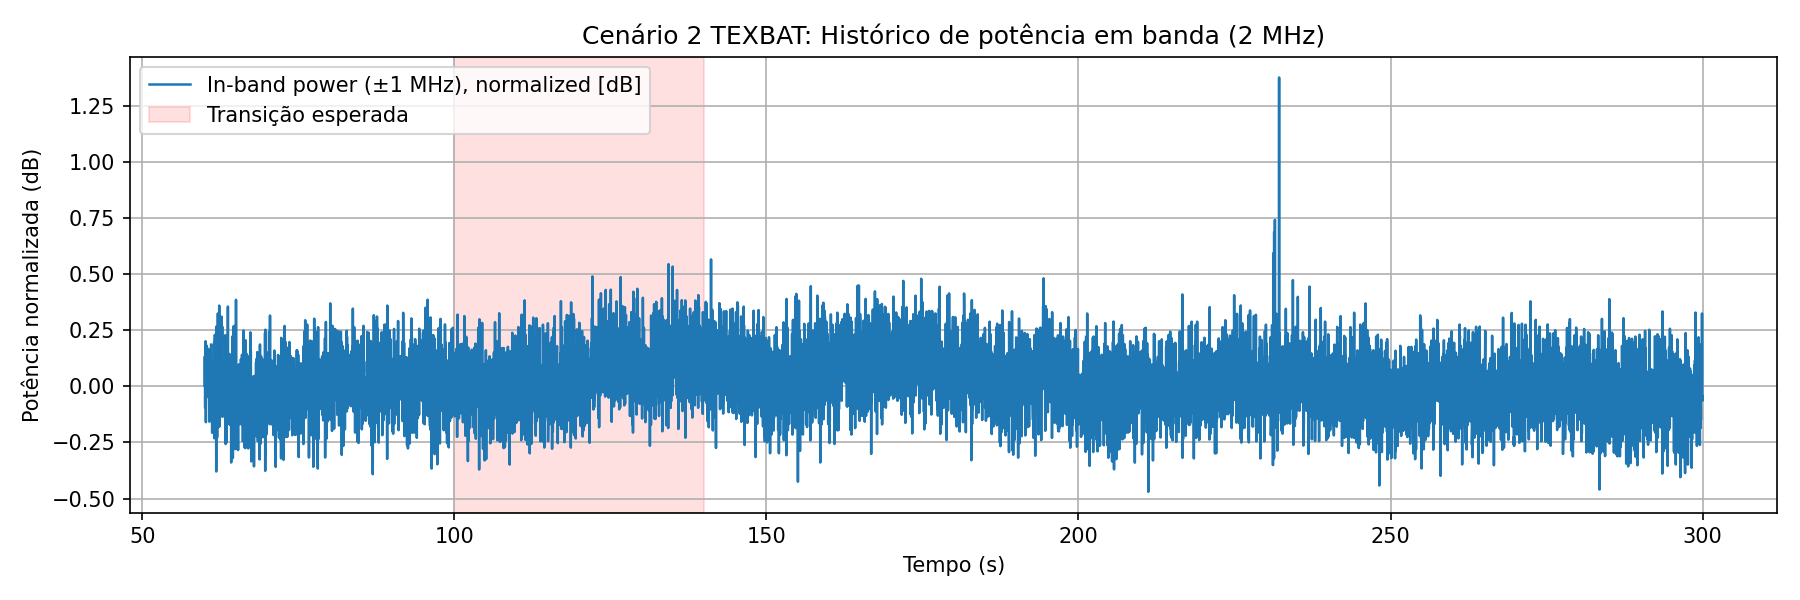 Cenário 2 TEXBAT: Histórico de potência em banda (2 MHz)
In-band power (±1 MHz), normalized [dB]
Transição esperada
Potência normalizada (dB)
1.25
1.00
0.75
0.50
0.25
0.00
−0.25
−0.50
50
100
150
200
250
300
Tempo (s)